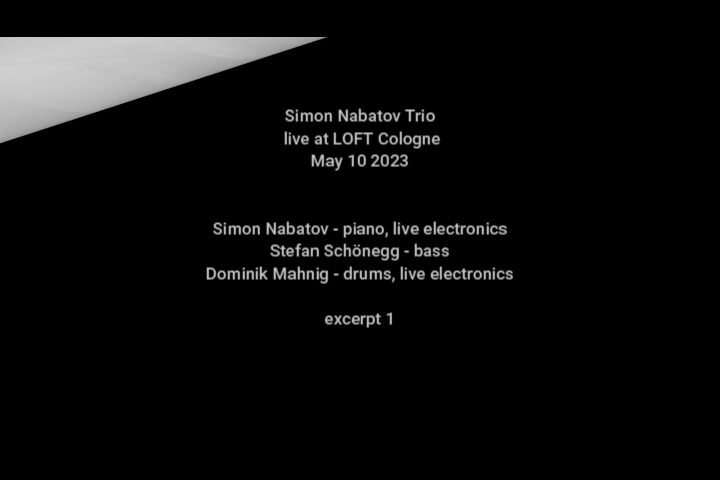 Simon Nabatov Trio
live at LOFT Cologne
May 10 2023
Simon Nabatov - piano, live electronics
Stefan Schönegg - bass
Dominik Mahnig - drums, live electronics
excerpt 1